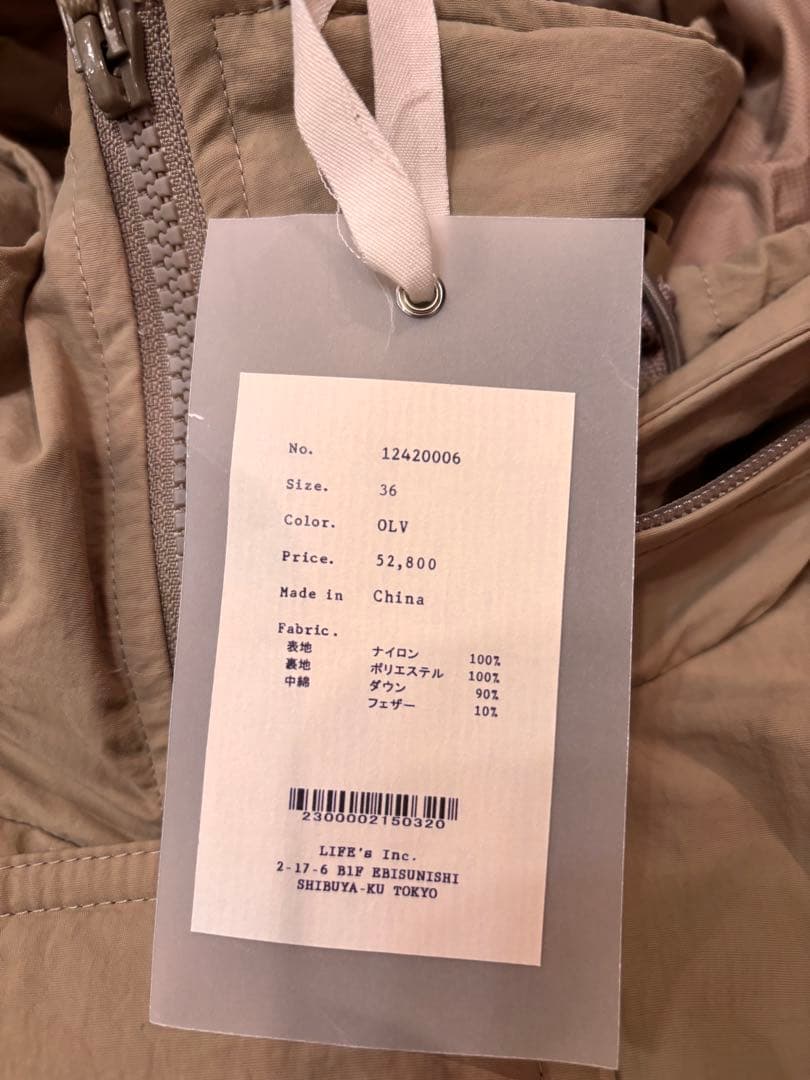 No. 12420006
Size. 36
Color. OLV
Price. 52,800
Made in China
Fabric.
表地 ナイロン 100%
裏地 ポリエステル 100%
中綿 ダウン 90%
フェザー 10%
2300002150320
LIFE's Inc.
2-17-6 B1F EBISUNISHI
SHIBUYA-KU TOKYO